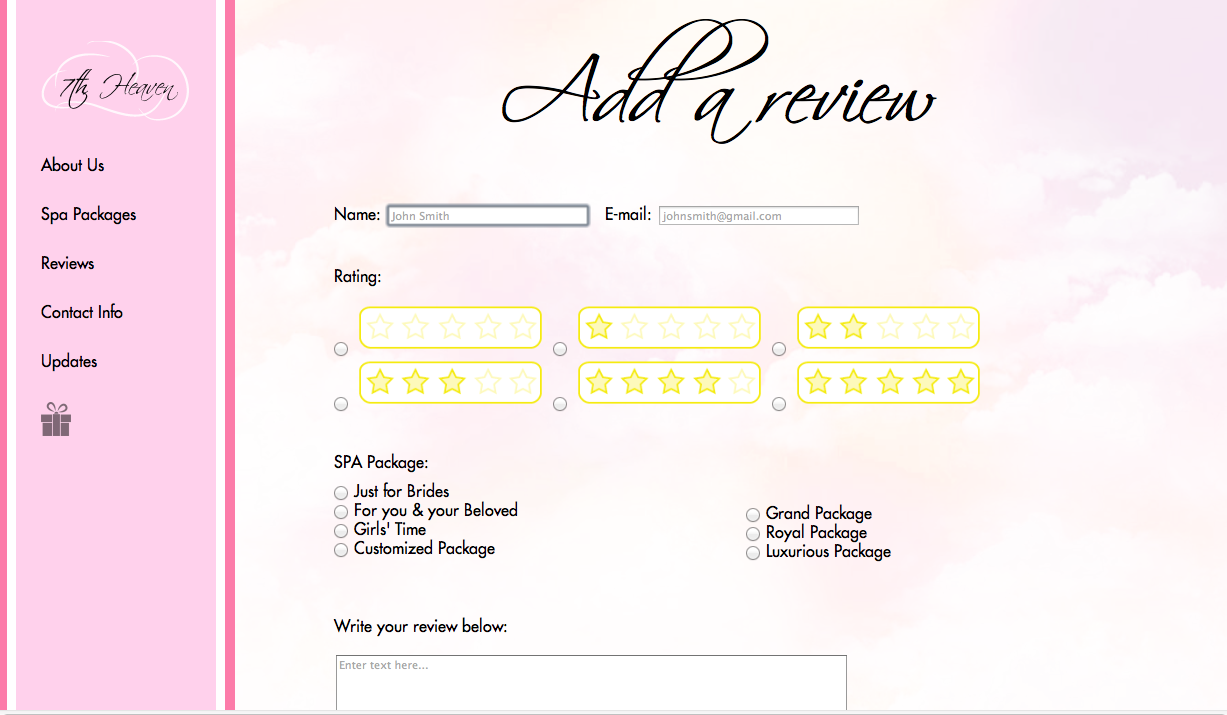 7th Heaven
About Us
Spa Packages
Reviews
Contact Info
Updates
Add a review
Name: John Smith E-mail: johnsmith@gmail.com
Rating:
SPA Package:
Just for Brides
For you & your Beloved
Girls' Time
Customized Package
Grand Package
Royal Package
Luxurious Package
Write your review below:
Enter text here...